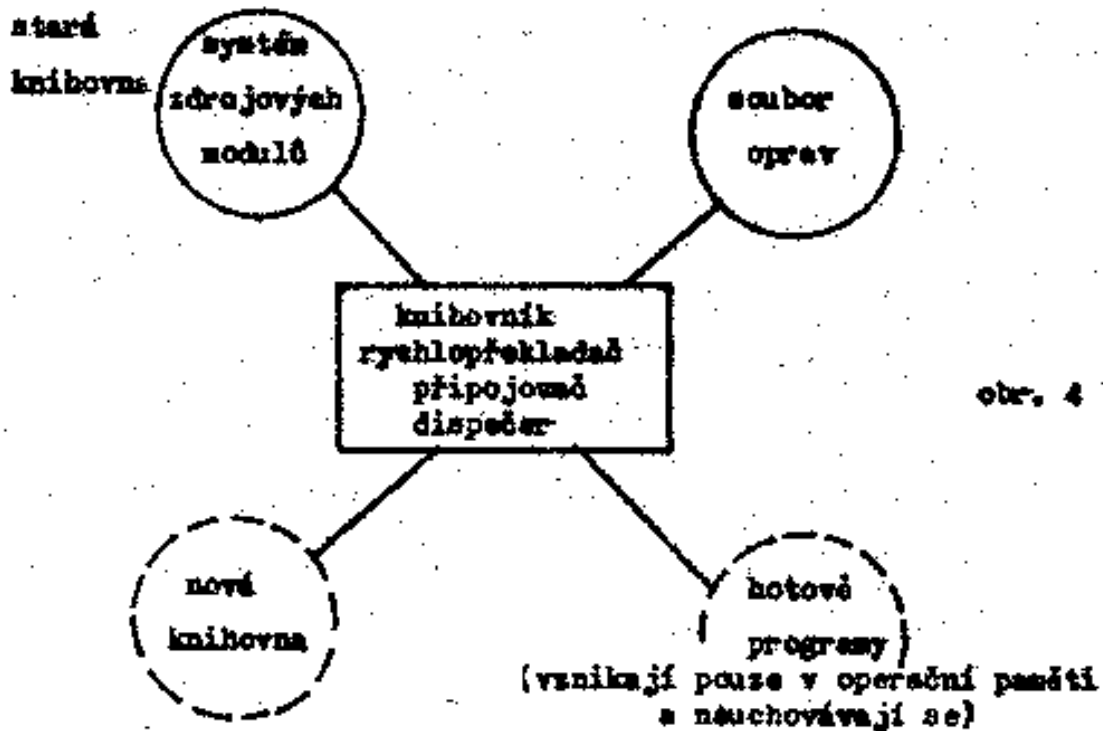 stará
knihovna
systém
zdrojových
modulů
soubor
oprav
knihovník
rychlopřekladač
připojovač
dispečer
obr. 4
nová
knihovna
hotové
programy
(vznikají pouze v operační paměti
a neuchovávají se)